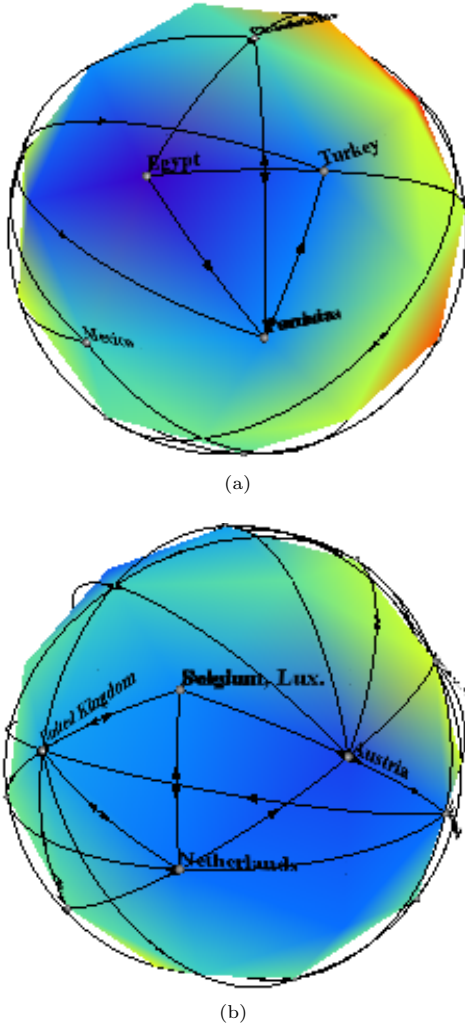 Egypt
Turkey
Mexico
(a)
United Kingdom
Belgium, Lux.
Austria
Netherlands
(b)